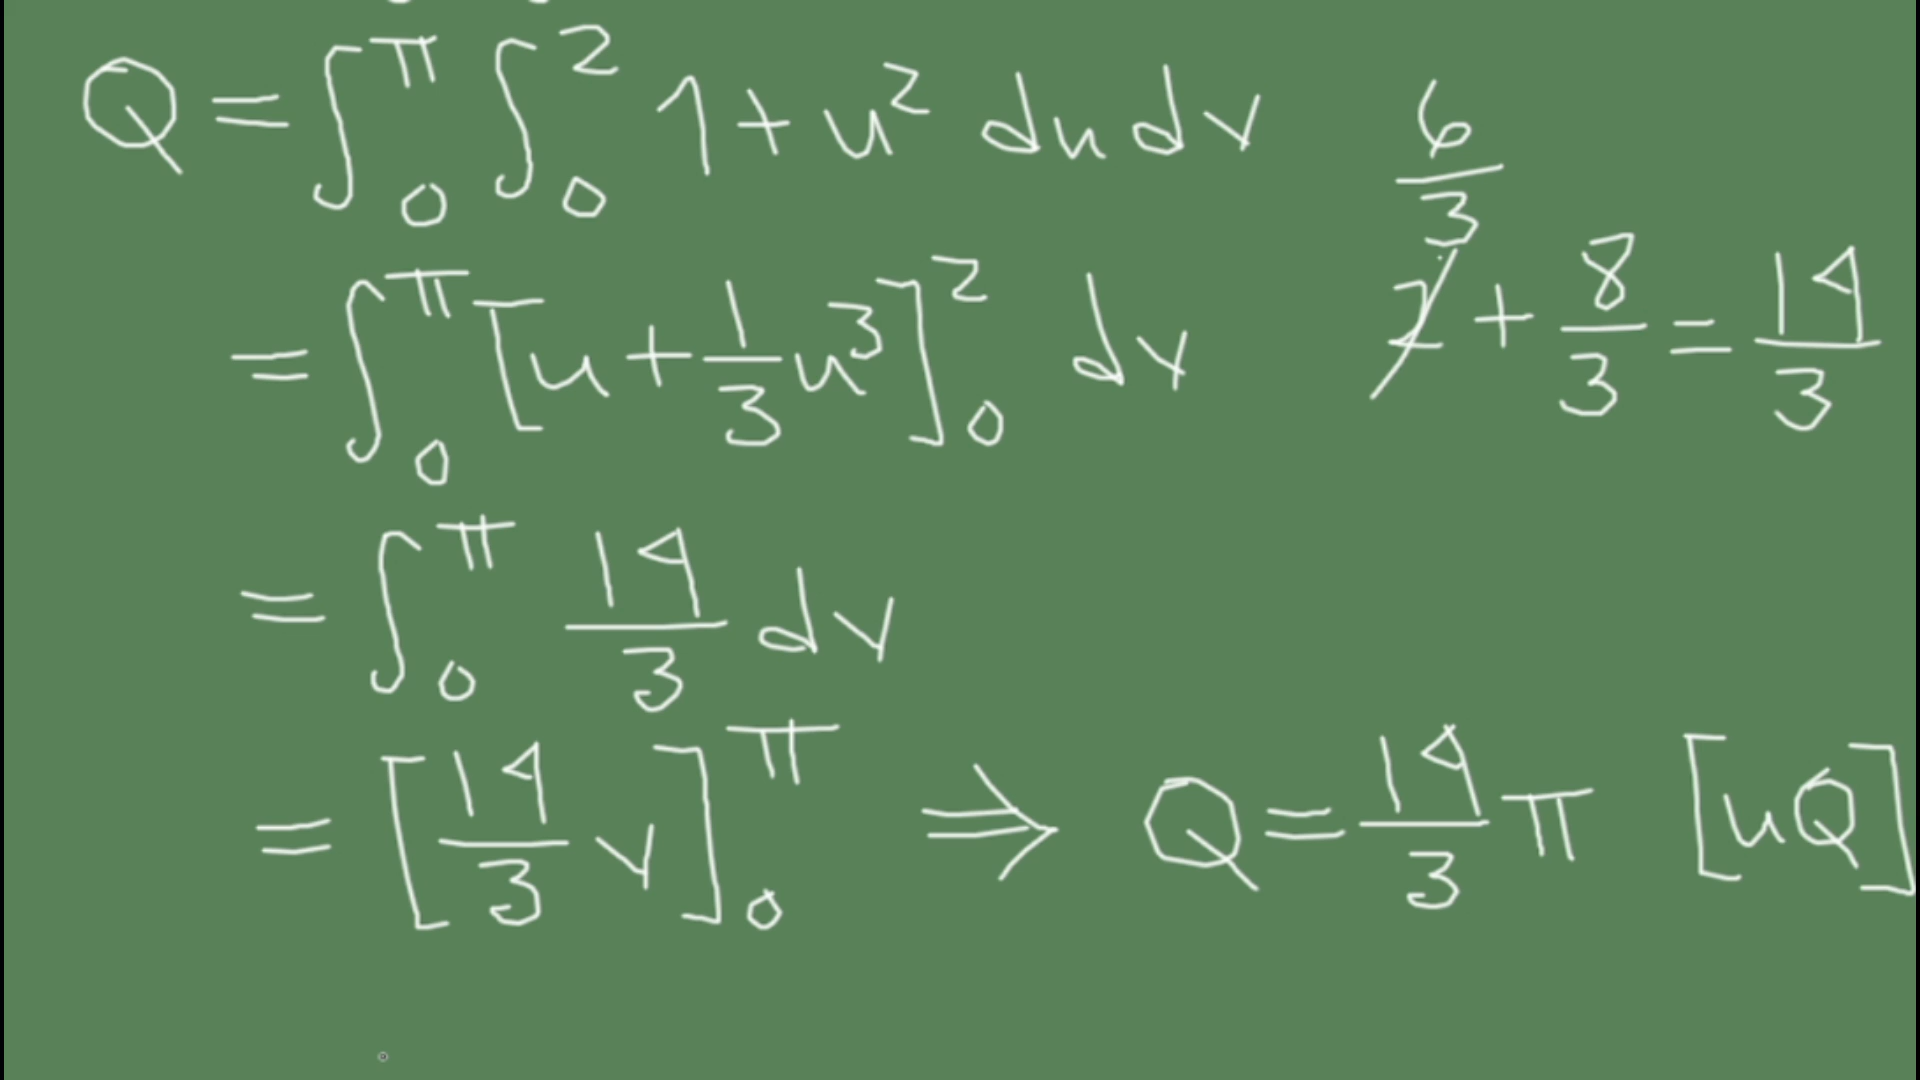 Q = ∫₀^π ∫₀² 1 + u² du dv
= ∫₀^π [u + 1/3 u³]₀² dv
6/3
2 + 8/3 = 14/3
= ∫₀^π 14/3 dv
= [14/3 v]₀^π ⇒ Q = 14/3 π [uQ]